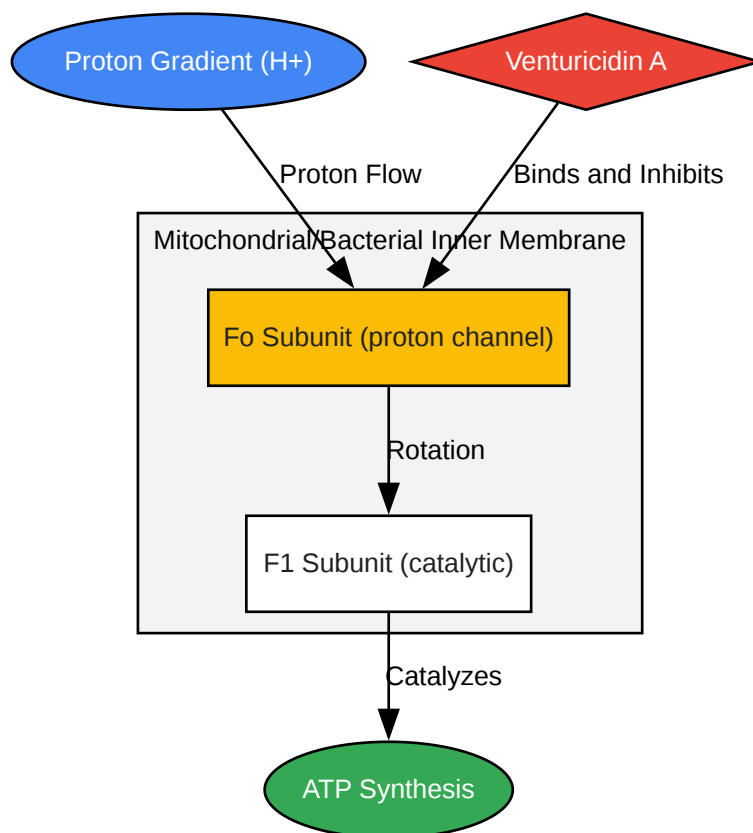 Proton Gradient (H+)
Venturicidin A
Proton Flow
Binds and Inhibits
Mitochondrial/Bacterial Inner Membrane
Fo Subunit (proton channel)
Rotation
F1 Subunit (catalytic)
Catalyzes
ATP Synthesis